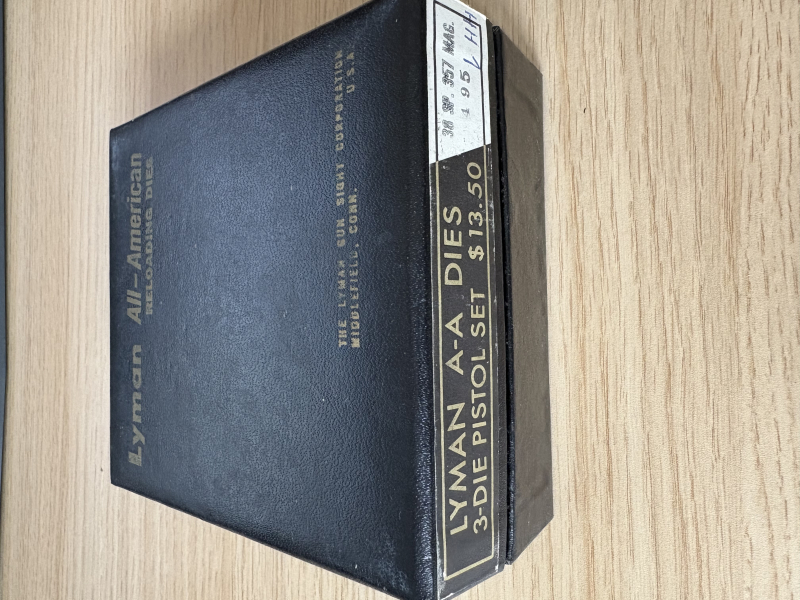 Lyman All-American
RELOADING DIES
THE LYMAN GUN SIGHT CORPORATION
MIDDLEFIELD, CONN. U.S.A.
LYMAN A-A DIES
3-DIE PISTOL SET $13.50
38 SP. 357 MAG.
195
HH